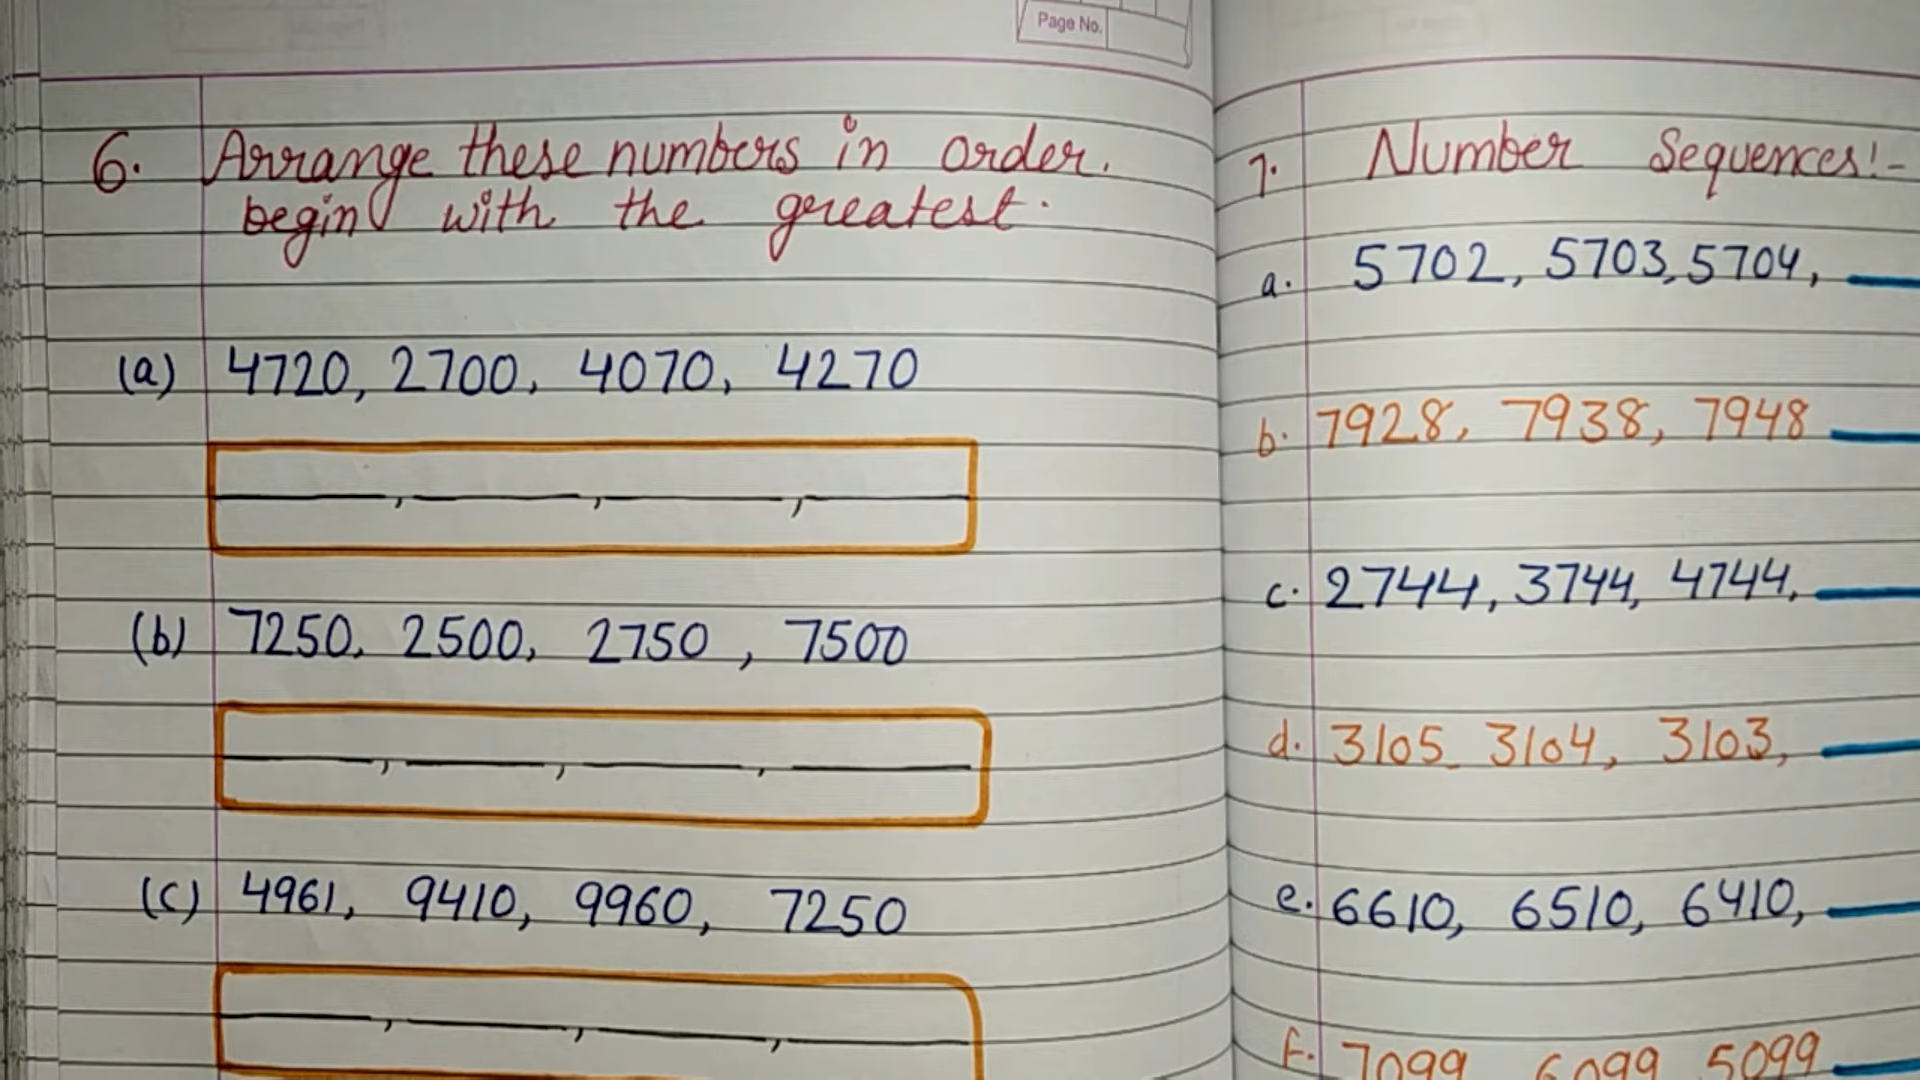 Page No.
6. Arrange these numbers in order.
begin with the greatest.
(a) 4720, 2700, 4070, 4270
(b) 7250, 2500, 2750, 7500
(c) 4961, 9410, 9960, 7250
7. Number Sequences:-
a. 5702, 5703, 5704,
b. 7928, 7938, 7948
c. 2744, 3744, 4744,
d. 3105 3104, 3103,
e. 6610, 6510, 6410,
f. 7099 6099 5099